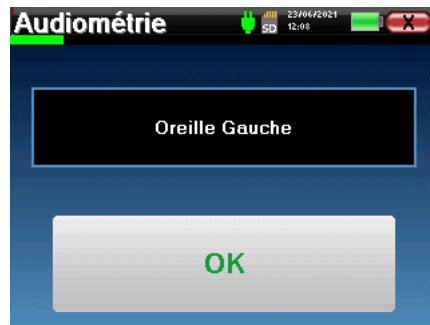 Audiométrie
SD
23/06/2021
12:08
X
Oreille Gauche
OK